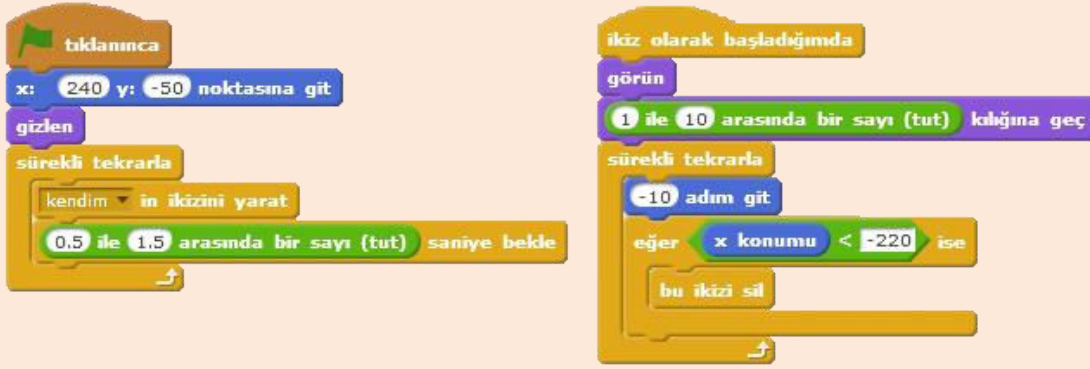 tıklanınca
x: 240 y: -50 noktasına git
gizlen
sürekli tekrarla
kendim in ikizini yarat
0.5 ile 1.5 arasında bir sayı (tut) saniye bekle
ikiz olarak başladığımda
görün
1 ile 10 arasında bir sayı (tut) kılığına geç
sürekli tekrarla
-10 adım git
eğer x konumu < -220 ise
bu ikizi sil